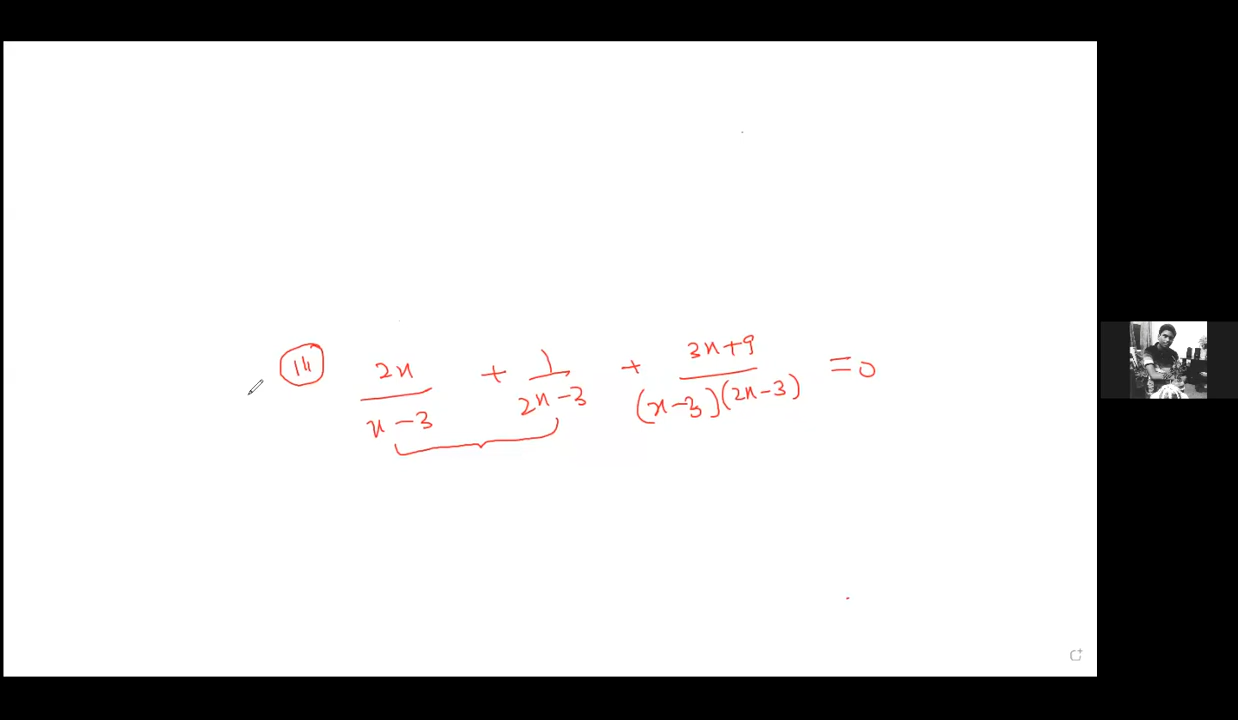 14 2x/(x-3) + 1/(2x-3) + (3x+9)/((x-3)(2x-3)) = 0